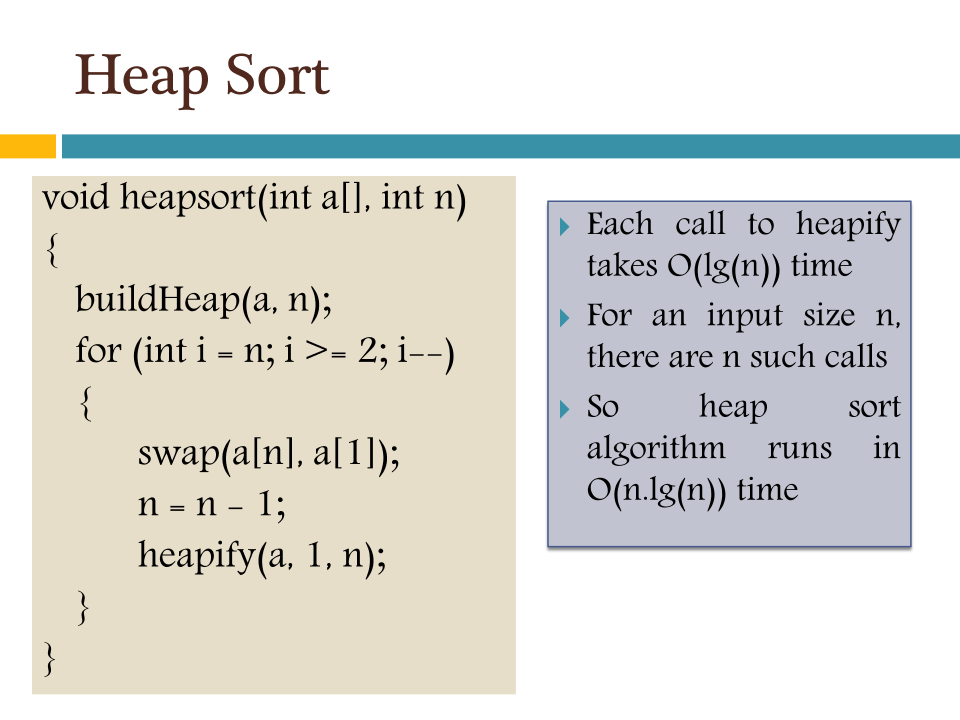 Heap Sort
void heapsort(int a[], int n)
{
buildHeap(a, n);
for (int i = n; i >= 2; i--)
{
swap(a[n], a[1]);
n = n - 1;
heapify(a, 1, n);
}
}
Each call to heapify
takes O(lg(n)) time
For an input size n,
there are n such calls
So heap sort
algorithm runs in
O(n.lg(n)) time